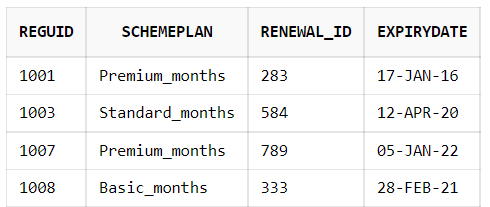 REGUID SCHEMEPLAN RENEWAL_ID EXPIRYDATE
1001 Premium_months 283 17-JAN-16
1003 Standard_months 584 12-APR-20
1007 Premium_months 789 05-JAN-22
1008 Basic_months 333 28-FEB-21